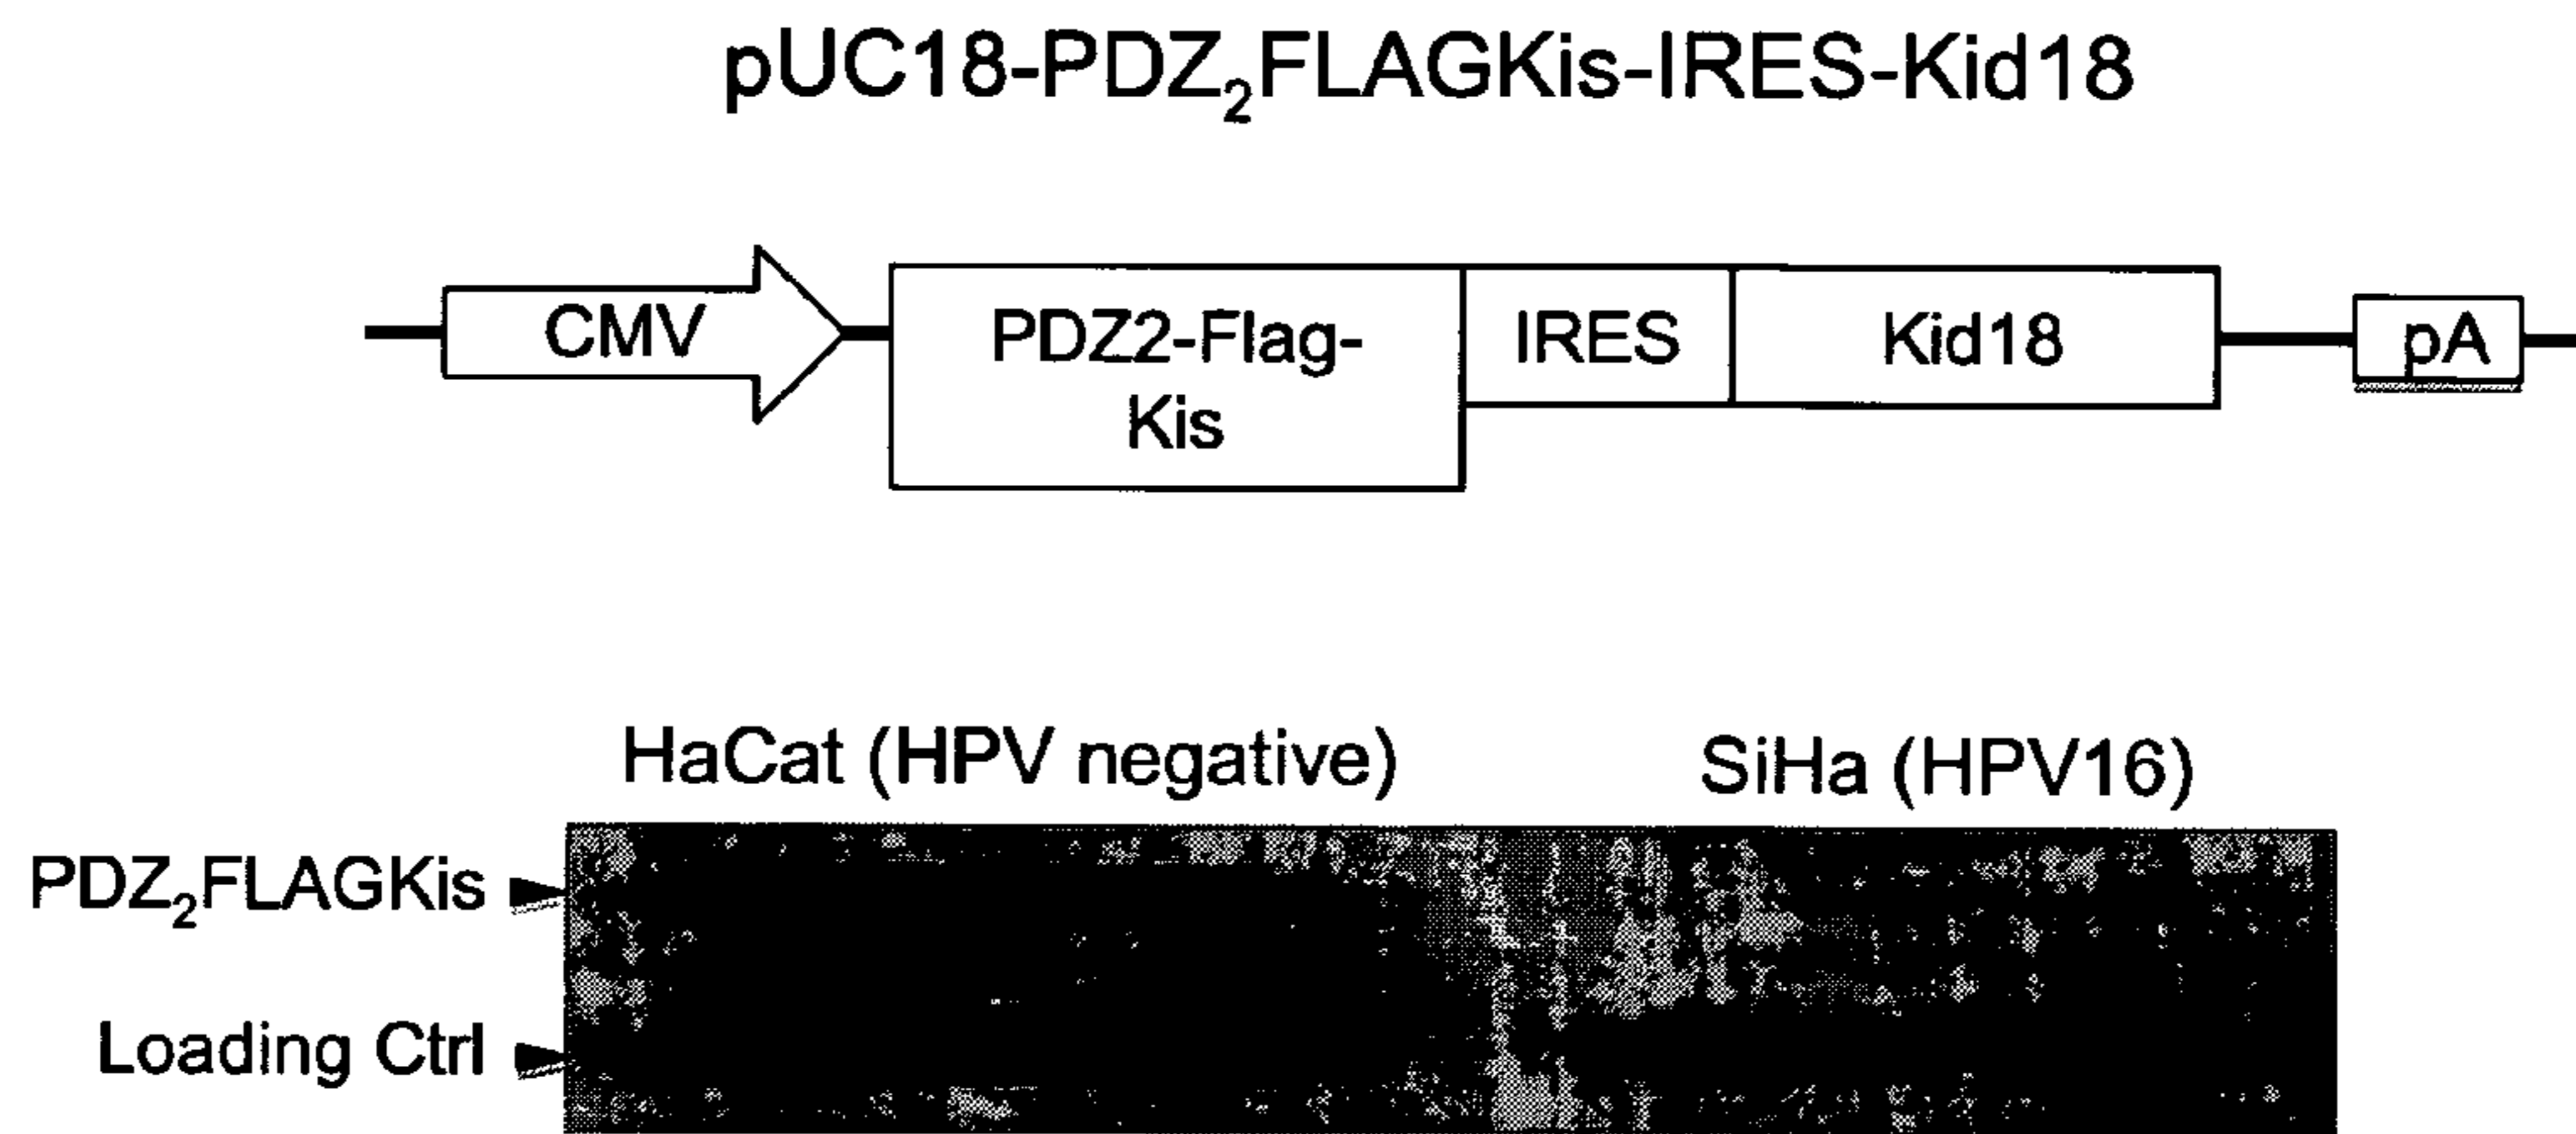 pUC18-PDZ₂FLAGKis-IRES-Kid18
CMV
PDZ2-Flag-
Kis
IRES
Kid18
pA
HaCat (HPV negative)
SiHa (HPV16)
PDZ₂FLAGKis
Loading Ctrl